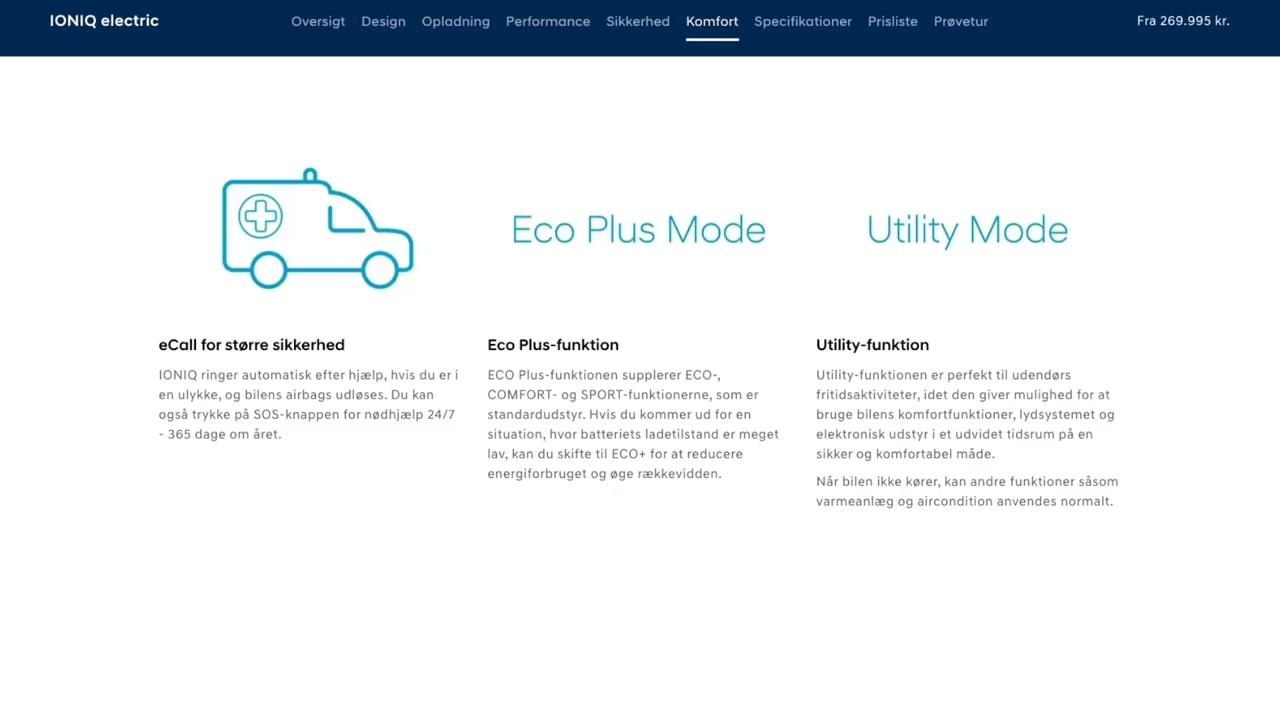 IONIQ electric
Oversigt
Design
Opladning
Performance
Sikkerhed
Komfort
Specifikationer
Prisliste
Prøvetur
Fra 269.995 kr.
Eco Plus Mode
Utility Mode
eCall for større sikkerhed
IONIQ ringer automatisk efter hjælp, hvis du er i
en ulykke, og bilens airbags udløses. Du kan
også trykke på SOS-knappen for nødhjælp 24/7
- 365 dage om året.
Eco Plus-funktion
ECO Plus-funktionen supplerer ECO-,
COMFORT- og SPORT-funktionerne, som er
standardudstyr. Hvis du kommer ud for en
situation, hvor batteriets ladetilstand er meget
lav, kan du skifte til ECO+ for at reducere
energiforbruget og øge rækkevidden.
Utility-funktion
Utility-funktionen er perfekt til udendørs
fritidsaktiviteter, idet den giver mulighed for at
bruge bilens komfortfunktioner, lydsystemet og
elektronisk udstyr i et udvidet tidsrum på en
sikker og komfortabel måde.
Når bilen ikke kører, kan andre funktioner såsom
varmeanlæg og aircondition anvendes normalt.